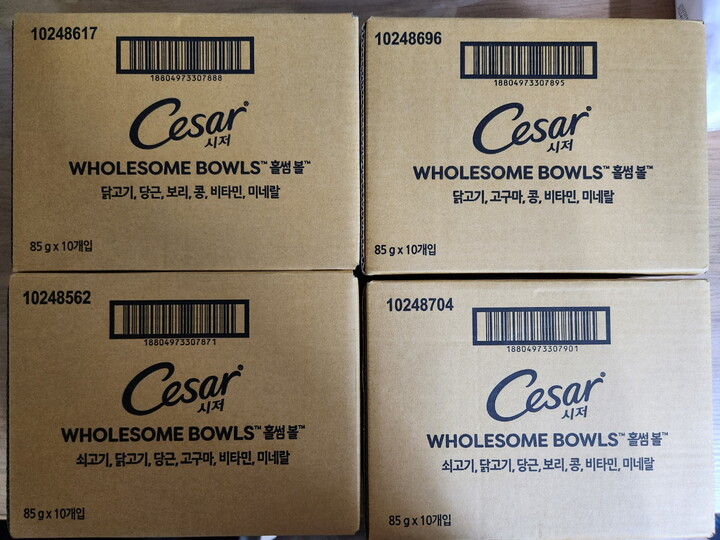 10248617
18804973307888
Cesar
시저
WHOLESOME BOWLS™ 홀썸 볼™
닭고기, 당근, 보리, 콩, 비타민, 미네랄
85 g x 10개입
10248696
18804973307895
Cesar
시저
WHOLESOME BOWLS™ 홀썸 볼™
닭고기, 고구마, 콩, 비타민, 미네랄
85 g x 10개입
10248562
18804973307871
Cesar
시저
WHOLESOME BOWLS™ 홀썸 볼™
쇠고기, 닭고기, 당근, 고구마, 비타민, 미네랄
85 g x 10개입
10248704
18804973307901
Cesar
시저
WHOLESOME BOWLS™ 홀썸 볼™
쇠고기, 닭고기, 당근, 보리, 콩, 비타민, 미네랄
85 g x 10개입